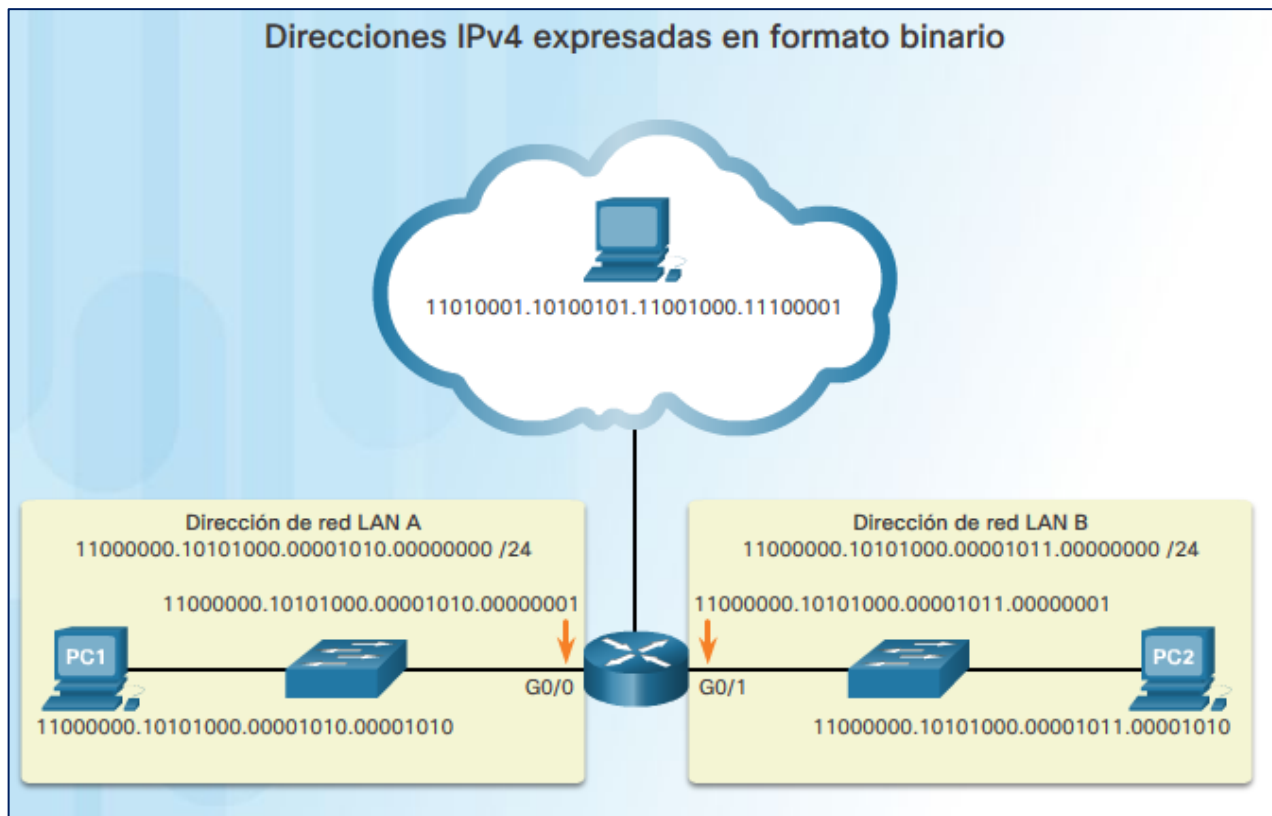 Direcciones IPv4 expresadas en formato binario
11010001.10100101.11001000.11100001
Dirección de red LAN A
11000000.10101000.00001010.00000000 /24
11000000.10101000.00001010.00000001
PC1
G0/0
11000000.10101000.00001010.00001010
Dirección de red LAN B
11000000.10101000.00001011.00000000 /24
11000000.10101000.00001011.00000001
G0/1
PC2
11000000.10101000.00001011.00001010